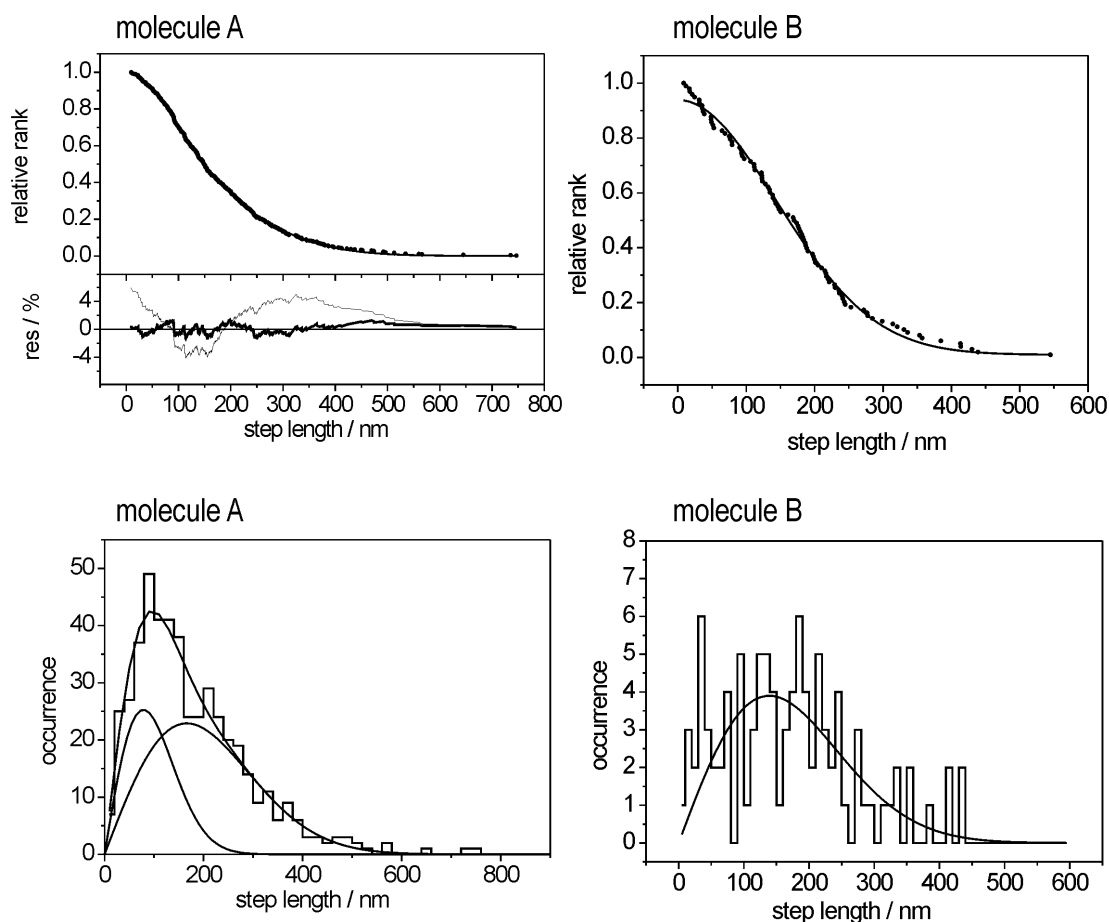 molecule A
relative rank
1.0
0.8
0.6
0.4
0.2
0.0
res / %
4
0
-4
0 100 200 300 400 500 600 700 800
step length / nm
molecule B
relative rank
1.0
0.8
0.6
0.4
0.2
0.0
0 100 200 300 400 500 600
step length / nm
molecule A
occurrence
50
40
30
20
10
0
0 200 400 600 800
step length / nm
molecule B
occurrence
8
7
6
5
4
3
2
1
0
0 100 200 300 400 500 600
step length / nm